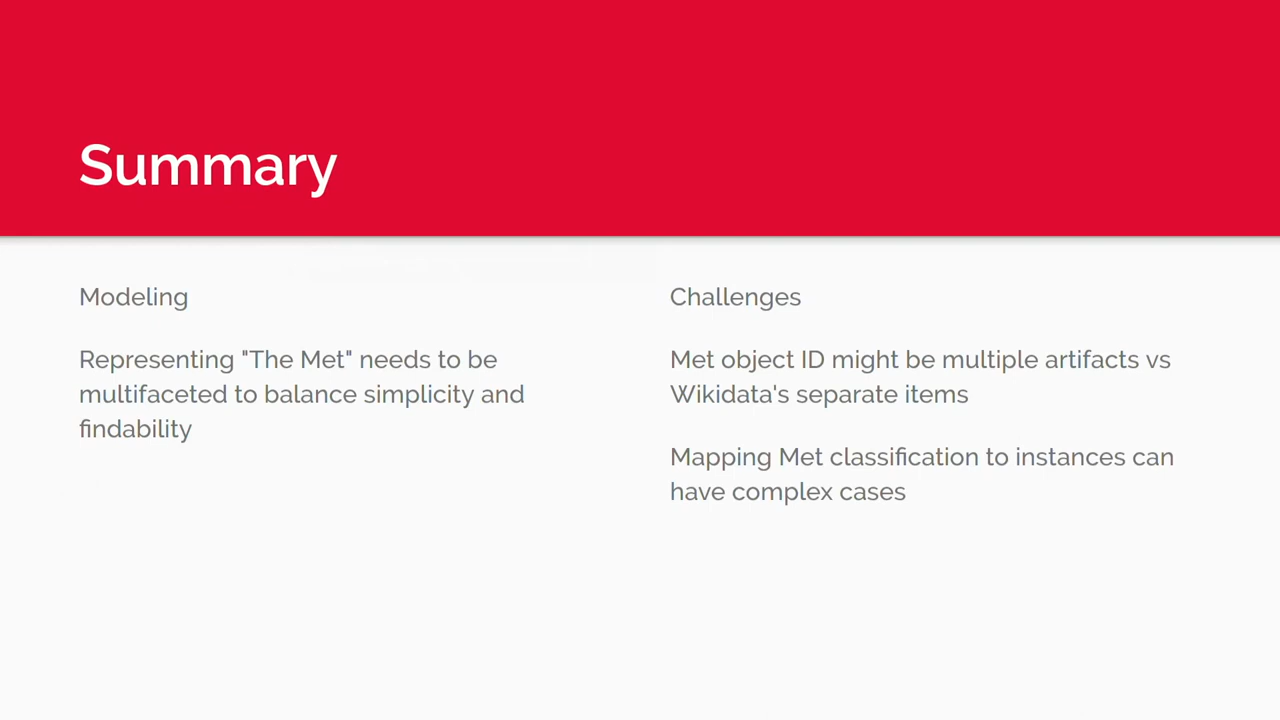 Summary
Modeling
Representing "The Met" needs to be
multifaceted to balance simplicity and
findability
Challenges
Met object ID might be multiple artifacts vs
Wikidata's separate items
Mapping Met classification to instances can
have complex cases